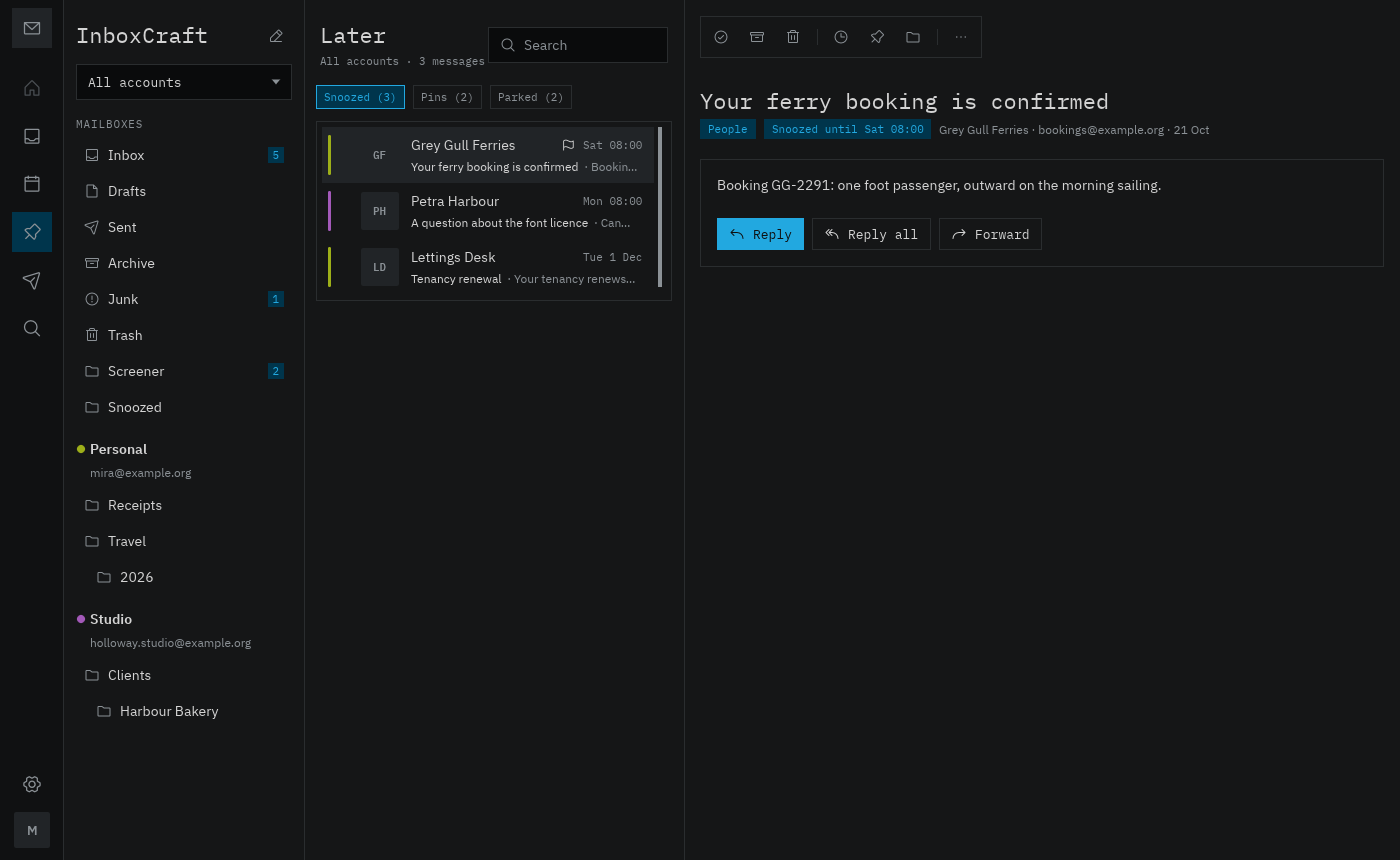 InboxCraft
All accounts
MAILBOXES
Inbox 5
Drafts
Sent
Archive
Junk 1
Trash
Screener 2
Snoozed
Personal
mira@example.org
Receipts
Travel
2026
Studio
holloway.studio@example.org
Clients
Harbour Bakery
M
Later
All accounts · 3 messages
Search
Snoozed (3) Pins (2) Parked (2)
GF Grey Gull Ferries Sat 08:00
Your ferry booking is confirmed · Bookin…
PH Petra Harbour Mon 08:00
A question about the font licence · Can…
LD Lettings Desk Tue 1 Dec
Tenancy renewal · Your tenancy renews…
Your ferry booking is confirmed
People Snoozed until Sat 08:00 Grey Gull Ferries · bookings@example.org · 21 Oct
Booking GG-2291: one foot passenger, outward on the morning sailing.
Reply Reply all Forward